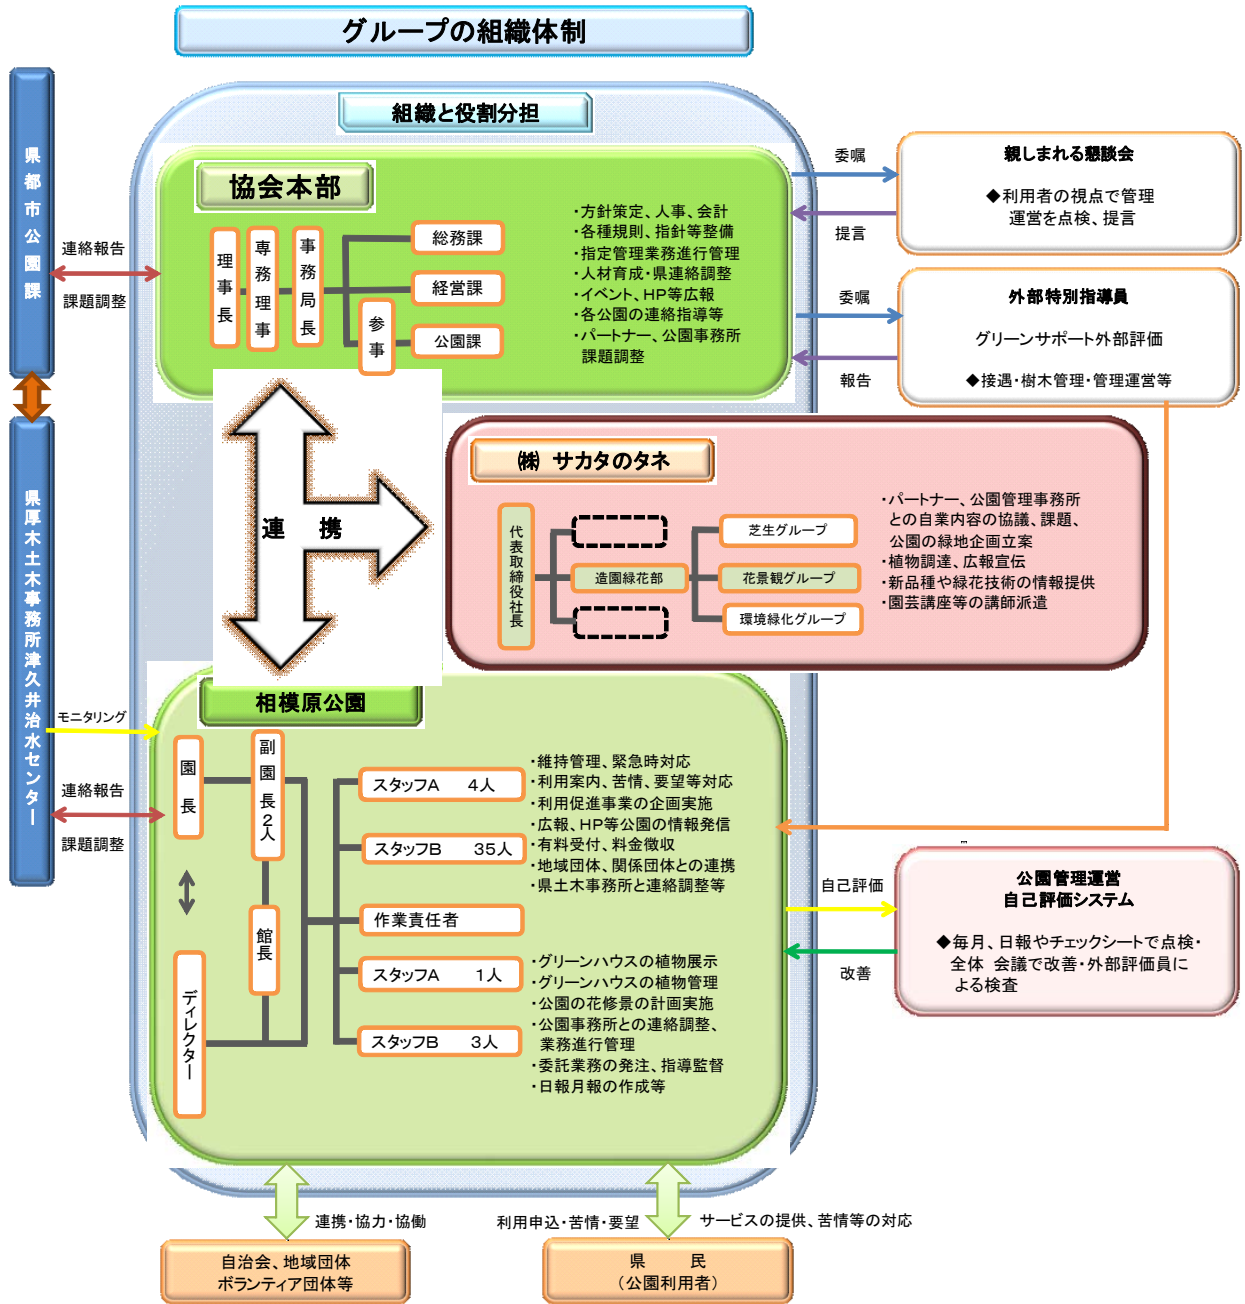 グループの組織体制
組織と役割分担
県都市公園課
連絡報告
課題調整
県厚木土木事務所津久井治水センター
モニタリング
連絡報告
課題調整
協会本部
理事長
専務理事
事務局長
参事
総務課
経営課
公園課
・方針策定、人事、会計
・各種規則、指針等整備
・指定管理業務進行管理
・人材育成・県連絡調整
・イベント、HP等広報
・各公園の連絡指導等
・パートナー、公園事務所
課題調整
委嘱
提言
親しまれる懇談会
◆利用者の視点で管理
運営を点検、提言
委嘱
報告
外部特別指導員
グリーンサポート外部評価
◆接遇・樹木管理・管理運営等
連 携
㈱ サカタのタネ
代表取締役社長
造園緑花部
芝生グループ
花景観グループ
環境緑化グループ
・パートナー、公園管理事務所
との自業内容の協議、課題、
公園の緑地企画立案
・植物調達、広報宣伝
・新品種や緑花技術の情報提供
・園芸講座等の講師派遣
相模原公園
園長
副園長2人
館長
ディレクター
スタッフA 4人
スタッフB 35人
作業責任者
スタッフA 1人
スタッフB 3人
・維持管理、緊急時対応
・利用案内、苦情、要望等対応
・利用促進事業の企画実施
・広報、HP等公園の情報発信
・有料受付、料金徴収
・地域団体、関係団体との連携
・県土木事務所と連絡調整等
・グリーンハウスの植物展示
・グリーンハウスの植物管理
・公園の花修景の計画実施
・公園事務所との連絡調整、
業務進行管理
・委託業務の発注、指導監督
・日報月報の作成等
自己評価
改善
公園管理運営
自己評価システム
◆毎月、日報やチェックシートで点検・
全体 会議で改善・外部評価員に
よる検査
連携・協力・協働
利用申込・苦情・要望
サービスの提供、苦情等の対応
自治会、地域団体
ボランティア団体等
県 民
（公園利用者）